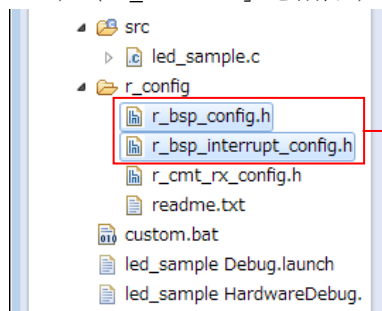 src
led_sample.c
r_config
r_bsp_config.h
r_bsp_interrupt_config.h
r_cmt_rx_config.h
readme.txt
custom.bat
led_sample Debug.launch
led_sample HardwareDebug.